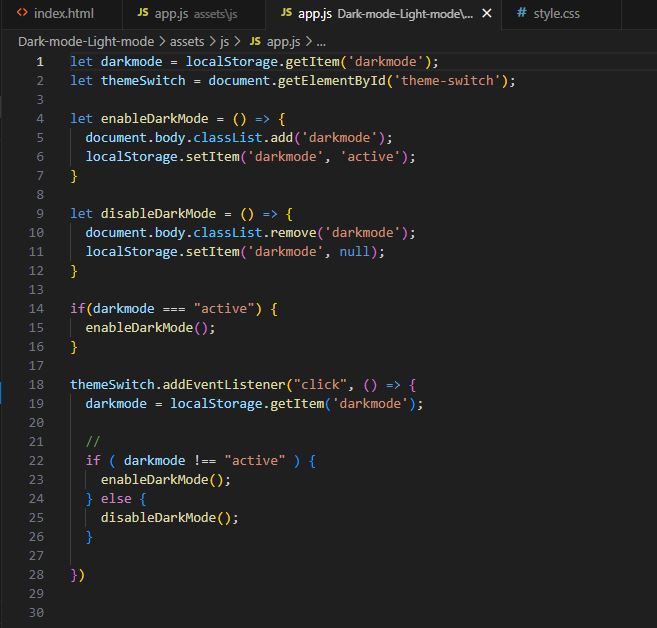 <> index.html JS app.js assets\js JS app.js Dark-mode-Light-mode\... × # style.css
Dark-mode-Light-mode > assets > js > JS app.js > ...
1 let darkmode = localStorage.getItem('darkmode');
2 let themeSwitch = document.getElementById('theme-switch');
3
4 let enableDarkMode = () => {
5   document.body.classList.add('darkmode');
6   localStorage.setItem('darkmode', 'active');
7 }
8
9 let disableDarkMode = () => {
10   document.body.classList.remove('darkmode');
11   localStorage.setItem('darkmode', null);
12 }
13
14 if(darkmode === "active") {
15   enableDarkMode();
16 }
17
18 themeSwitch.addEventListener("click", () => {
19   darkmode = localStorage.getItem('darkmode');
20
21   //
22   if ( darkmode !== "active" ) {
23     enableDarkMode();
24   } else {
25     disableDarkMode();
26   }
27
28 })
29
30